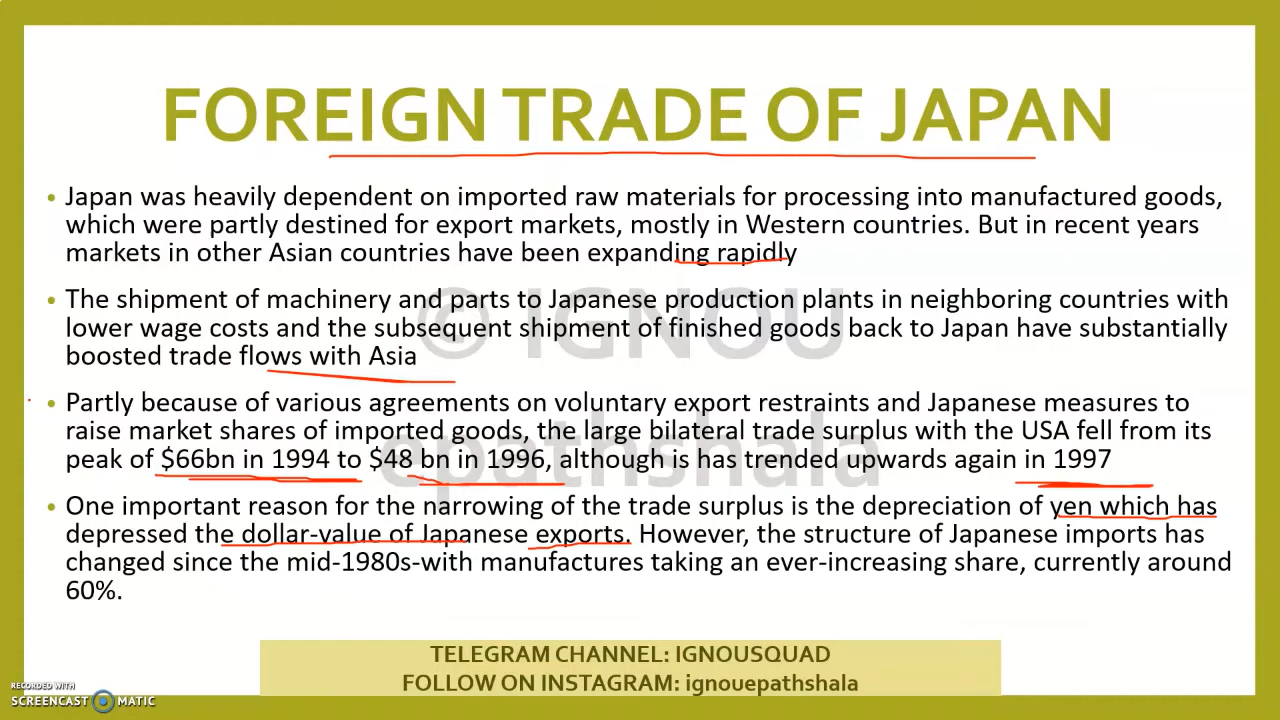 FOREIGN TRADE OF JAPAN
• Japan was heavily dependent on imported raw materials for processing into manufactured goods,
which were partly destined for export markets, mostly in Western countries. But in recent years
markets in other Asian countries have been expanding rapidly
• The shipment of machinery and parts to Japanese production plants in neighboring countries with
lower wage costs and the subsequent shipment of finished goods back to Japan have substantially
boosted trade flows with Asia
• Partly because of various agreements on voluntary export restraints and Japanese measures to
raise market shares of imported goods, the large bilateral trade surplus with the USA fell from its
peak of $66bn in 1994 to $48 bn in 1996, although is has trended upwards again in 1997
• One important reason for the narrowing of the trade surplus is the depreciation of yen which has
depressed the dollar-value of Japanese exports. However, the structure of Japanese imports has
changed since the mid-1980s-with manufactures taking an ever-increasing share, currently around
60%.
© IGNOU
epathshala
TELEGRAM CHANNEL: IGNOUSQUAD
FOLLOW ON INSTAGRAM: ignouepathshala
RECORDED WITH
SCREENCAST MATIC